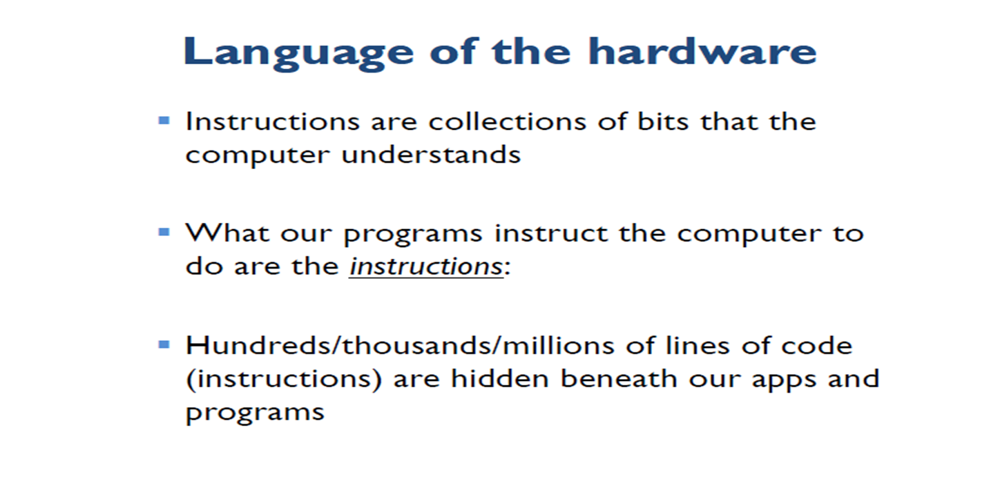 Language of the hardware
Instructions are collections of bits that the
computer understands
What our programs instruct the computer to
do are the instructions:
Hundreds/thousands/millions of lines of code
(instructions) are hidden beneath our apps and
programs